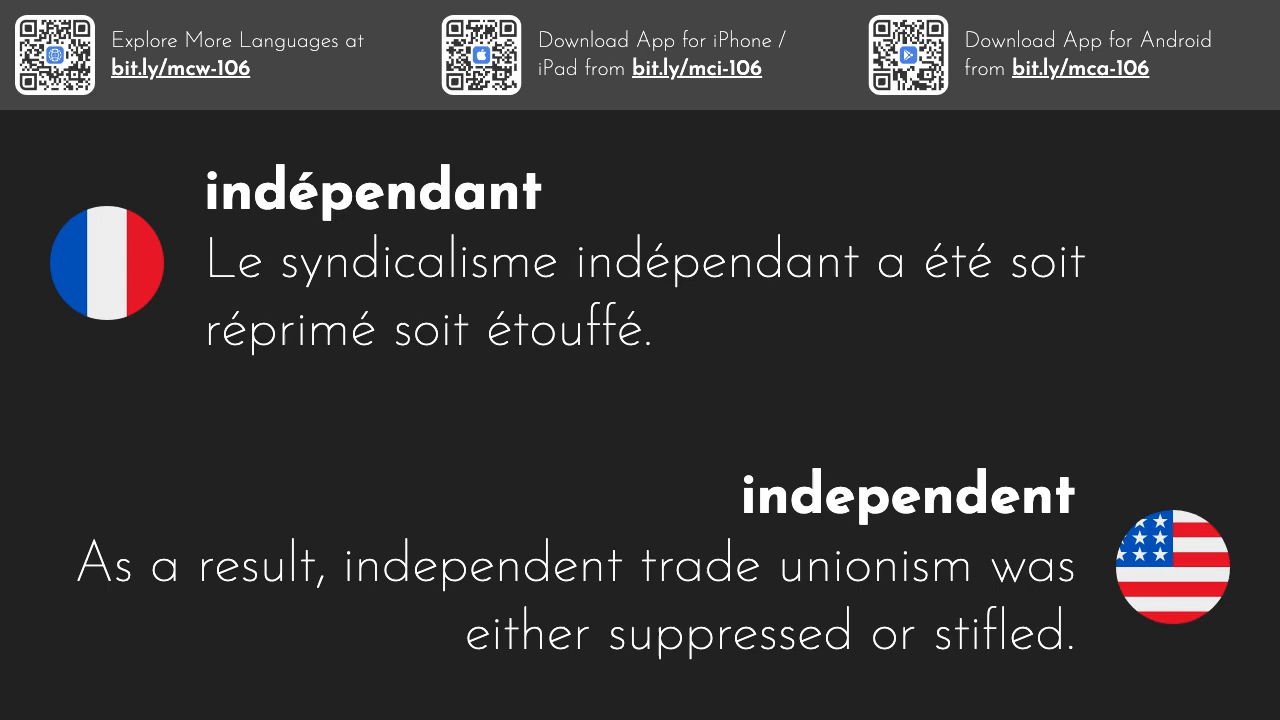 Explore More Languages at
bit.ly/mcw-106
Download App for iPhone /
iPad from bit.ly/mci-106
Download App for Android
from bit.ly/mca-106
indépendant
Le syndicalisme indépendant a été soit
réprimé soit étouffé.
independent
As a result, independent trade unionism was
either suppressed or stifled.